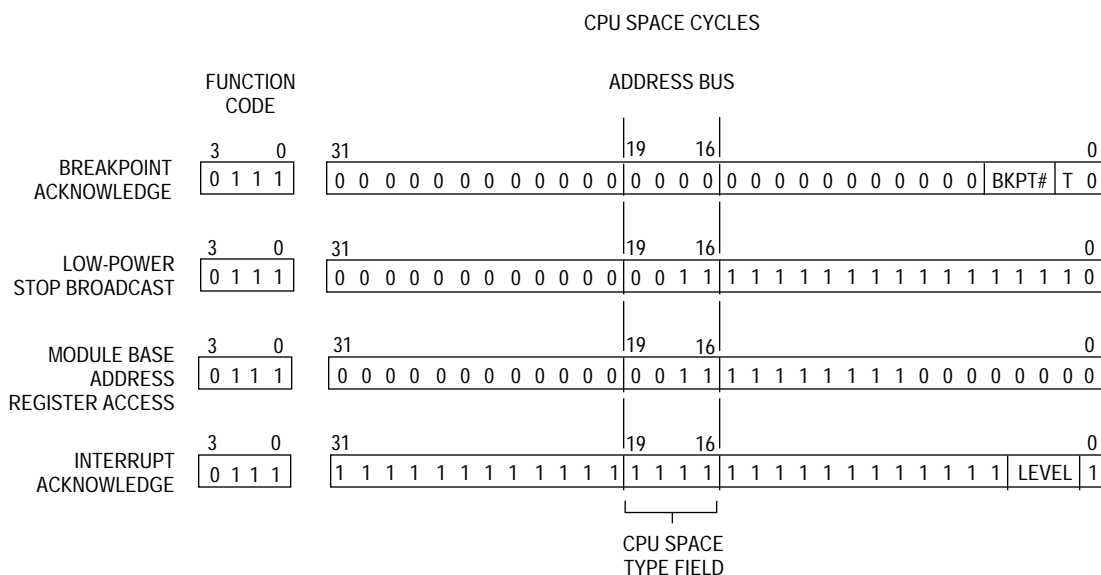 CPU SPACE CYCLES
FUNCTION
CODE
ADDRESS BUS
3 0 31 19 16 0
BREAKPOINT
ACKNOWLEDGE
0 1 1 1 0 0 0 0 0 0 0 0 0 0 0 0 0 0 0 0 0 0 0 0 0 0 0 0 0 0 0 BKPT# T 0
3 0 31 19 16 0
LOW-POWER
STOP BROADCAST
0 1 1 1 0 0 0 0 0 0 0 0 0 0 0 0 0 0 1 1 1 1 1 1 1 1 1 1 1 1 1 1 1 1 1 0
3 0 31 19 16 0
MODULE BASE
ADDRESS
REGISTER ACCESS
0 1 1 1 0 0 0 0 0 0 0 0 0 0 0 0 0 0 1 1 1 1 1 1 1 1 1 1 0 0 0 0 0 0 0 0
3 0 31 19 16 0
INTERRUPT
ACKNOWLEDGE
0 1 1 1 1 1 1 1 1 1 1 1 1 1 1 1 1 1 1 1 1 1 1 1 1 1 1 1 1 1 1 1 LEVEL 1
CPU SPACE
TYPE FIELD